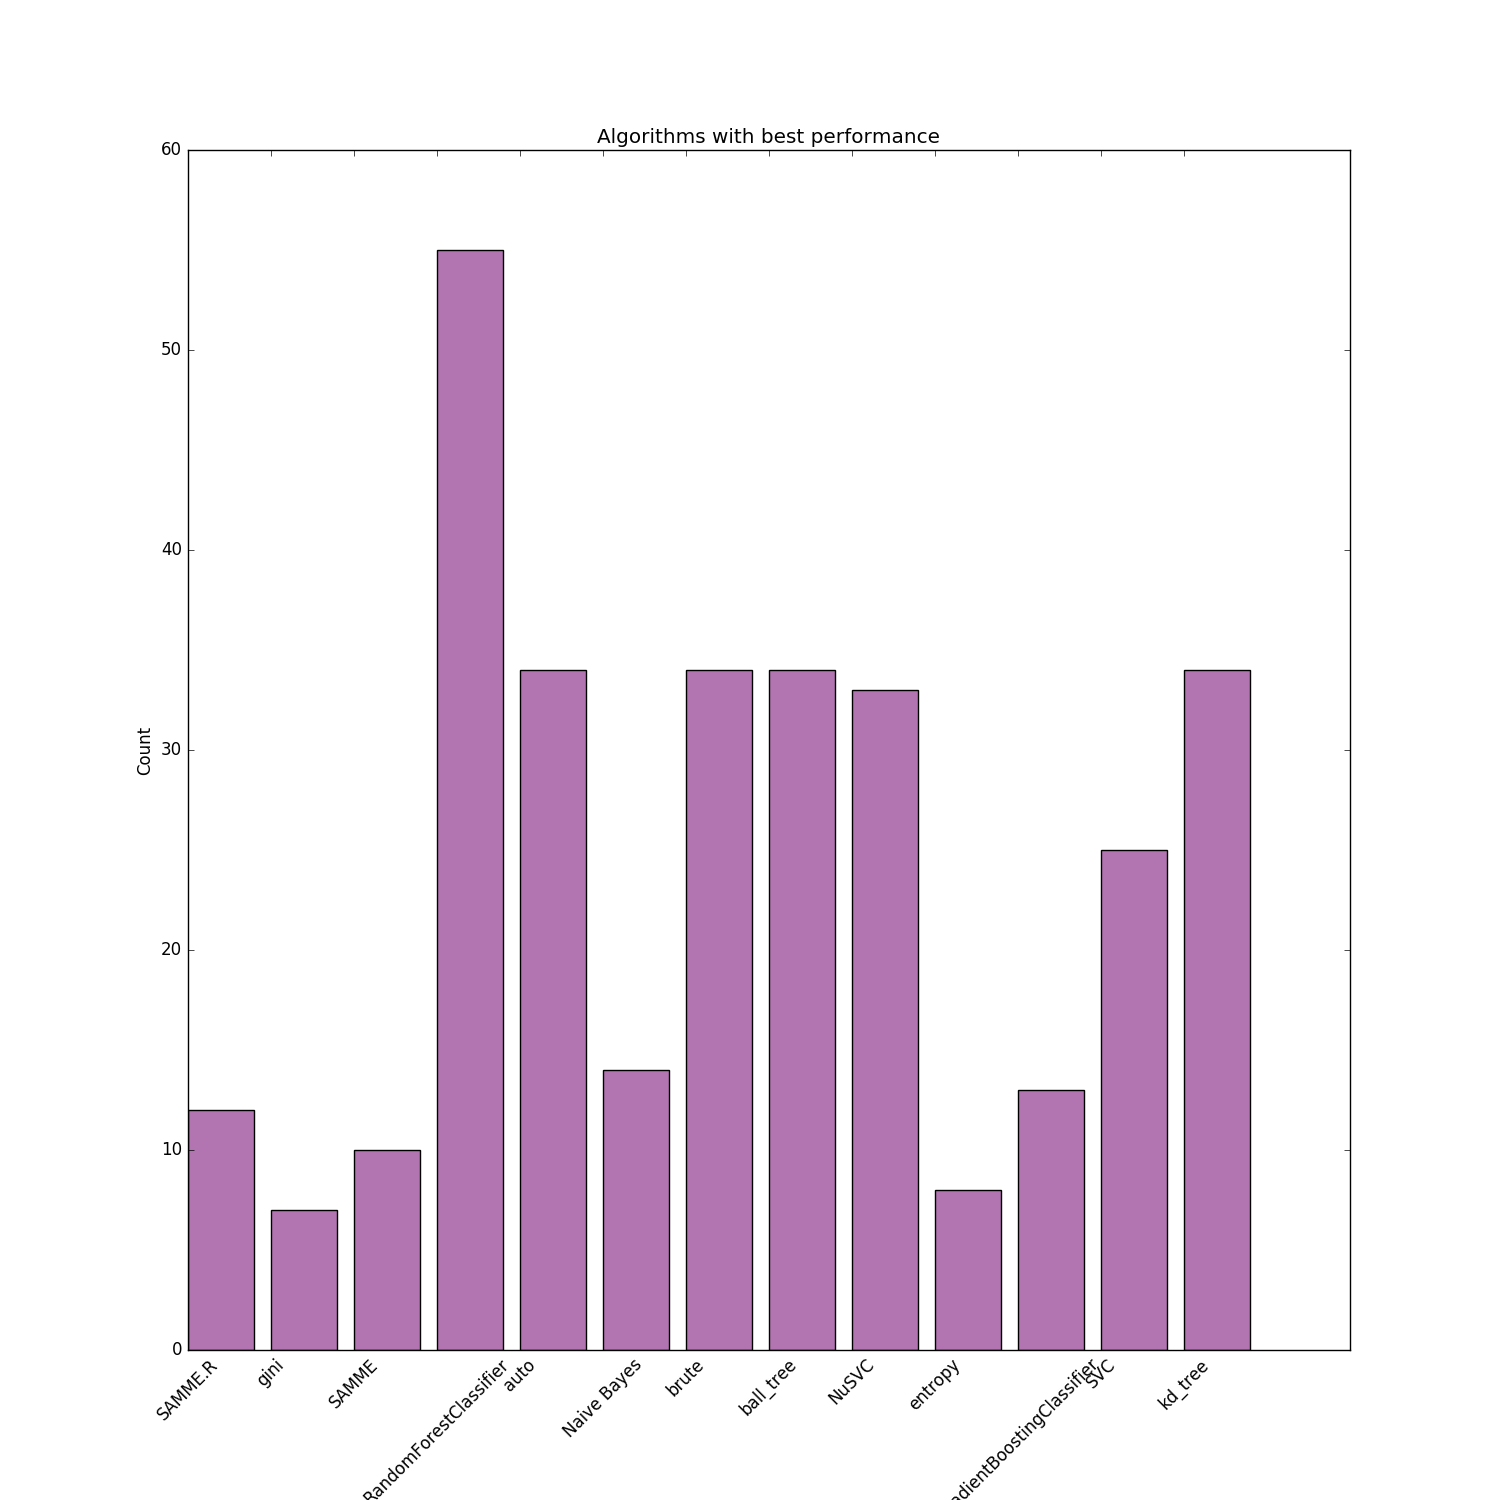 Algorithms with best performance
60
50
40
30
20
10
0
Count
SAMME.R
gini
SAMME
RandomForestClassifier
auto
Naive Bayes
brute
ball_tree
NuSVC
entropy
edientBoostingClassifier
SVC
kd_tree